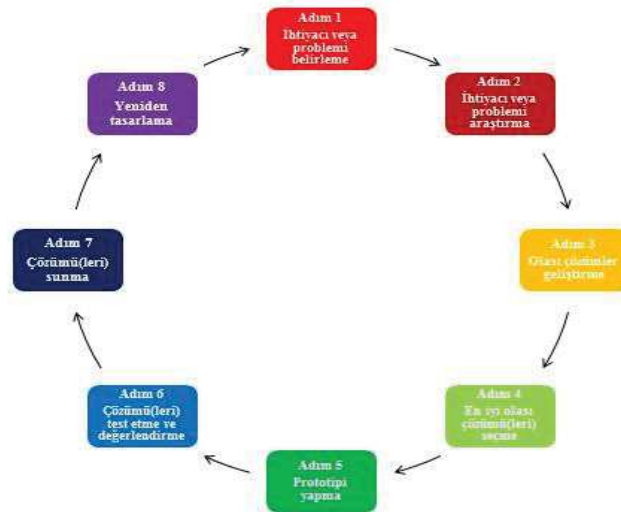 Adım 1
İhtiyacı veya
problemi
belirleme
Adım 2
İhtiyacı veya
problemi
araştırma
Adım 3
Olası çözümler
geliştirme
Adım 4
En iyi olası
çözümü(leri)
seçme
Adım 5
Prototipi
yapma
Adım 6
Çözümü(leri)
test etme ve
değerlendirme
Adım 7
Çözümü(leri)
sunma
Adım 8
Yeniden
tasarlama